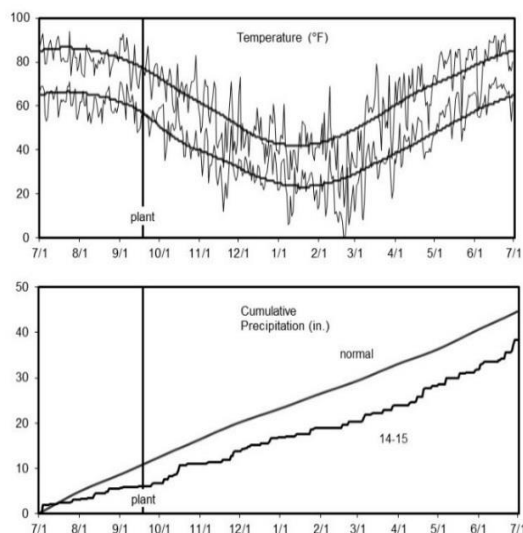 100
Temperature (°F)
80
60
40
20
plant
0
7/1 8/1 9/1 10/1 11/1 12/1 1/1 2/1 3/1 4/1 5/1 6/1 7/1
50
Cumulative
Precipitation (in.)
40
normal
30
20
14-15
10
plant
0
7/1 8/1 9/1 10/1 11/1 12/1 1/1 2/1 3/1 4/1 5/1 6/1 7/1